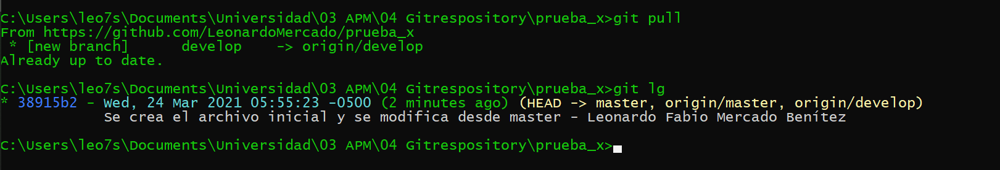 C:\Users\leo7s\Documents\Universidad\03 APM\04 Gitrespository\prueba_x>git pull
From https://github.com/LeonardoMercado/prueba_x
 * [new branch]      develop    -> origin/develop
Already up to date.
C:\Users\leo7s\Documents\Universidad\03 APM\04 Gitrespository\prueba_x>git lg
* 38915b2 - Wed, 24 Mar 2021 05:55:23 -0500 (2 minutes ago) (HEAD -> master, origin/master, origin/develop)
            Se crea el archivo inicial y se modifica desde master - Leonardo Fabio Mercado Benítez
C:\Users\leo7s\Documents\Universidad\03 APM\04 Gitrespository\prueba_x>